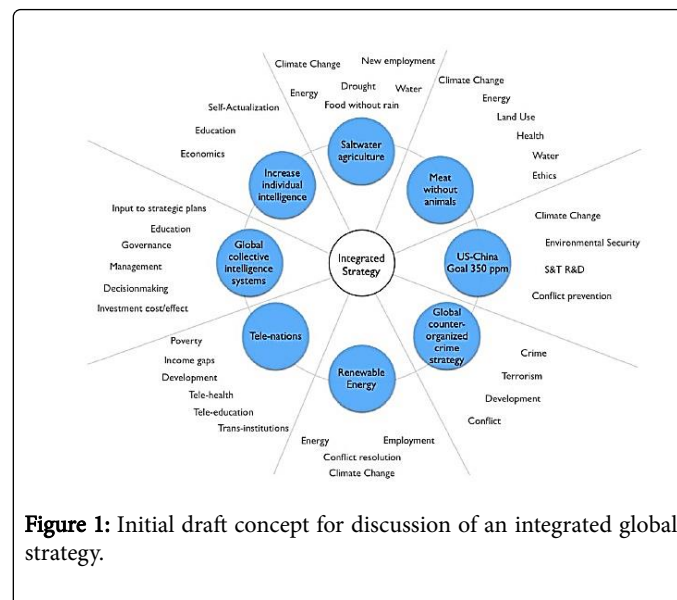 Climate Change
New employment
Energy
Drought
Water
Food without rain
Saltwater
agriculture
Climate Change
Energy
Land Use
Health
Water
Ethics
Meat
without
animals
Climate Change
Environmental Security
S&T R&D
Conflict prevention
US-China
Goal 350 ppm
Crime
Terrorism
Development
Conflict
Global
counter-
organized
crime
strategy
Energy
Employment
Conflict resolution
Climate Change
Renewable
Energy
Poverty
Income gaps
Development
Tele-health
Tele-education
Trans-institutions
Tele-nations
Input to strategic plans
Education
Governance
Management
Decisionmaking
Investment cost/effect
Global
collective
intelligence
systems
Self-Actualization
Education
Economics
Increase
individual
intelligence
Integrated
Strategy
Figure 1: Initial draft concept for discussion of an integrated global
strategy.